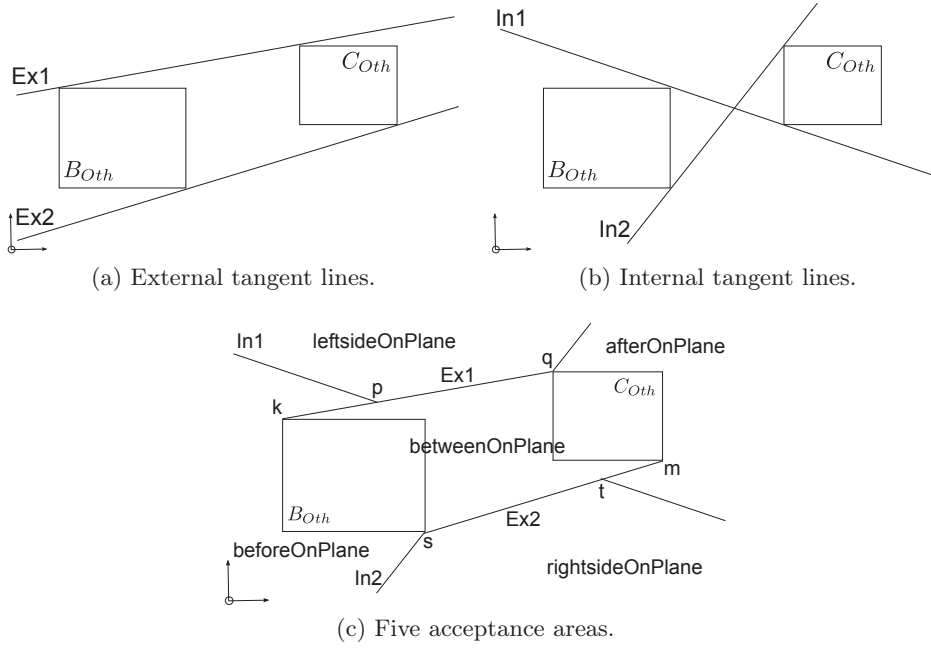 Ex1
C_Oth
B_Oth
Ex2
(a) External tangent lines.
In1
C_Oth
B_Oth
In2
(b) Internal tangent lines.
In1
leftsideOnPlane
q
afterOnPlane
p
Ex1
C_Oth
k
betweenOnPlane
m
t
B_Oth
Ex2
s
beforeOnPlane
In2
rightsideOnPlane
(c) Five acceptance areas.